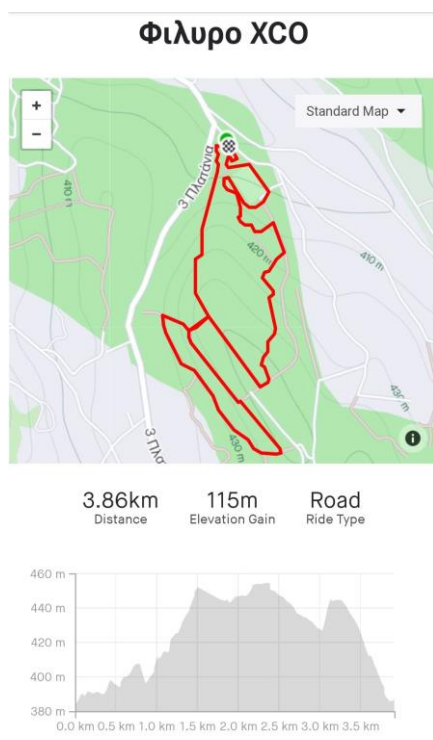 Φιλυρο XCO
+
−
Standard Map
3 Πλατάνια
410 m
420 m
410 m
430 m
3 Πλα
3.86km
Distance
115m
Elevation Gain
Road
Ride Type
460 m
440 m
420 m
400 m
380 m
0.0 km 0.5 km 1.0 km 1.5 km 2.0 km 2.5 km 3.0 km 3.5 km